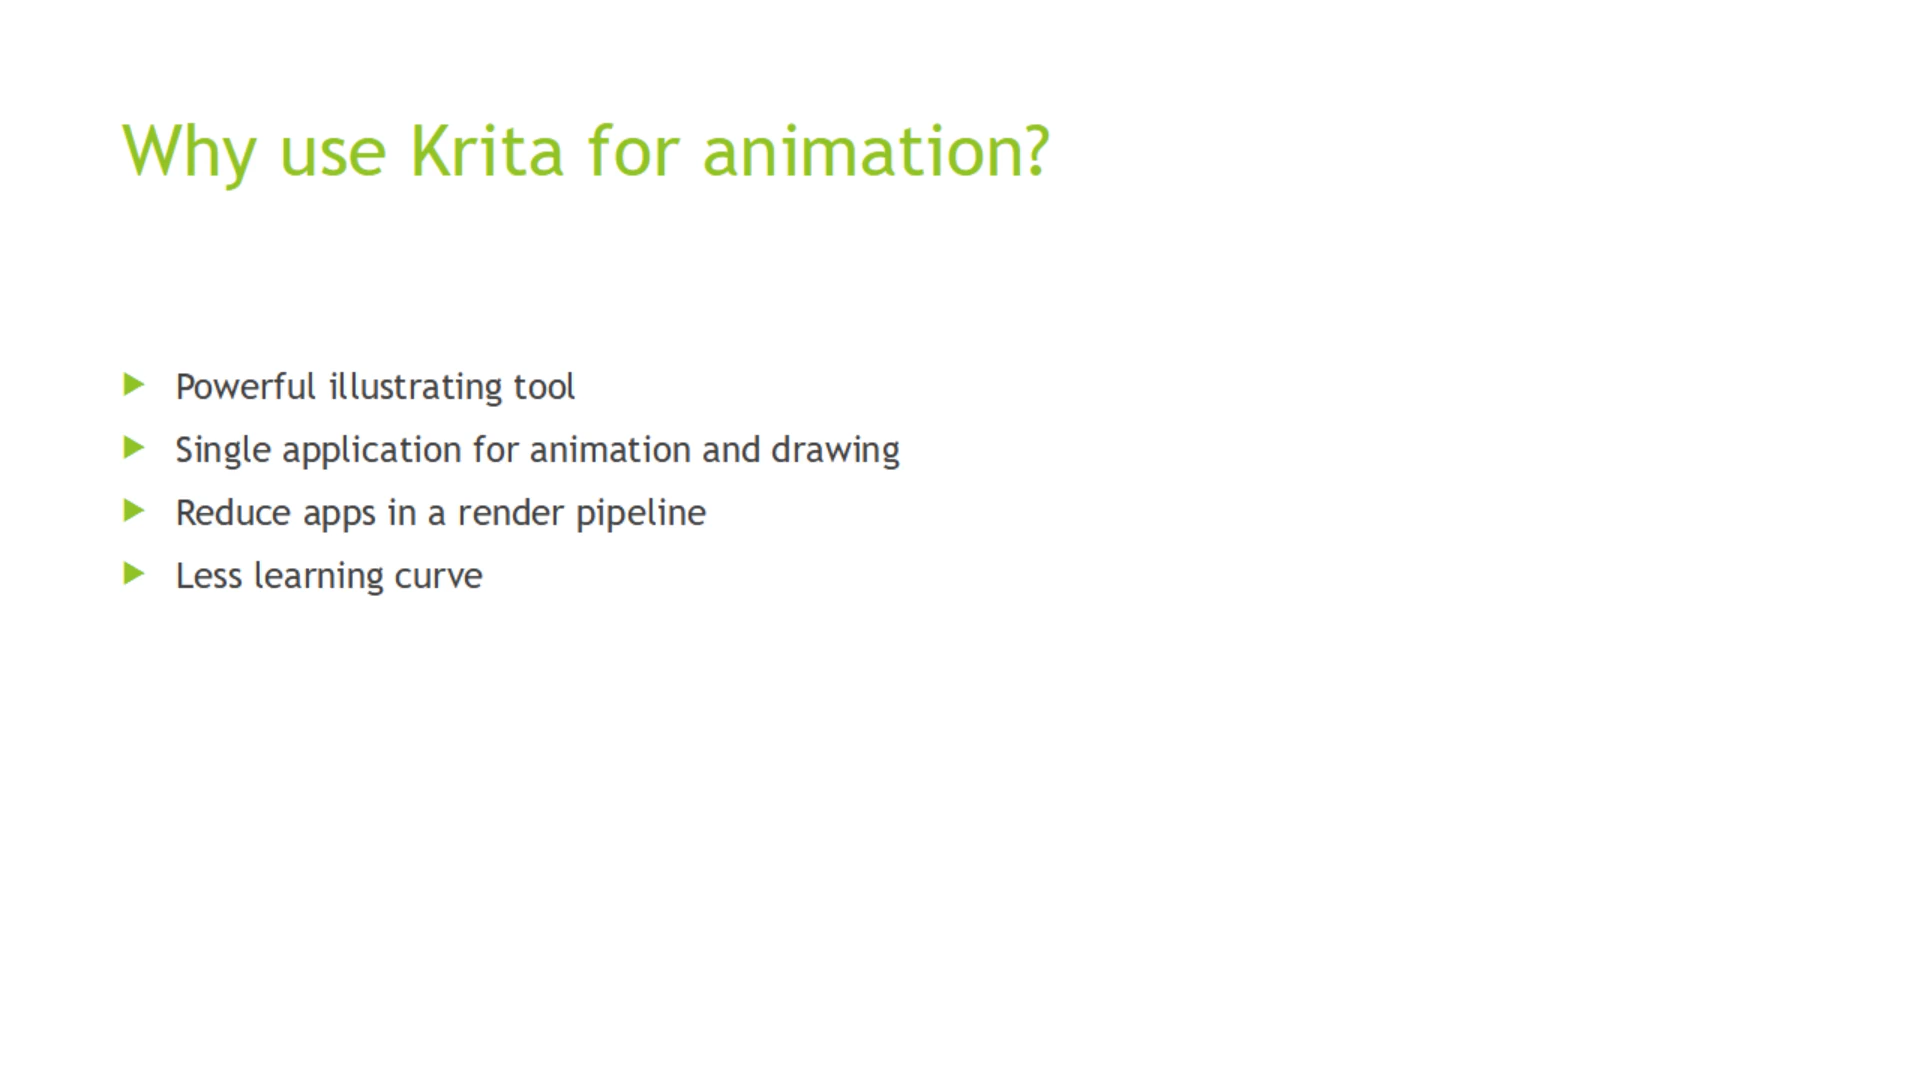 Why use Krita for animation?
Powerful illustrating tool
Single application for animation and drawing
Reduce apps in a render pipeline
Less learning curve